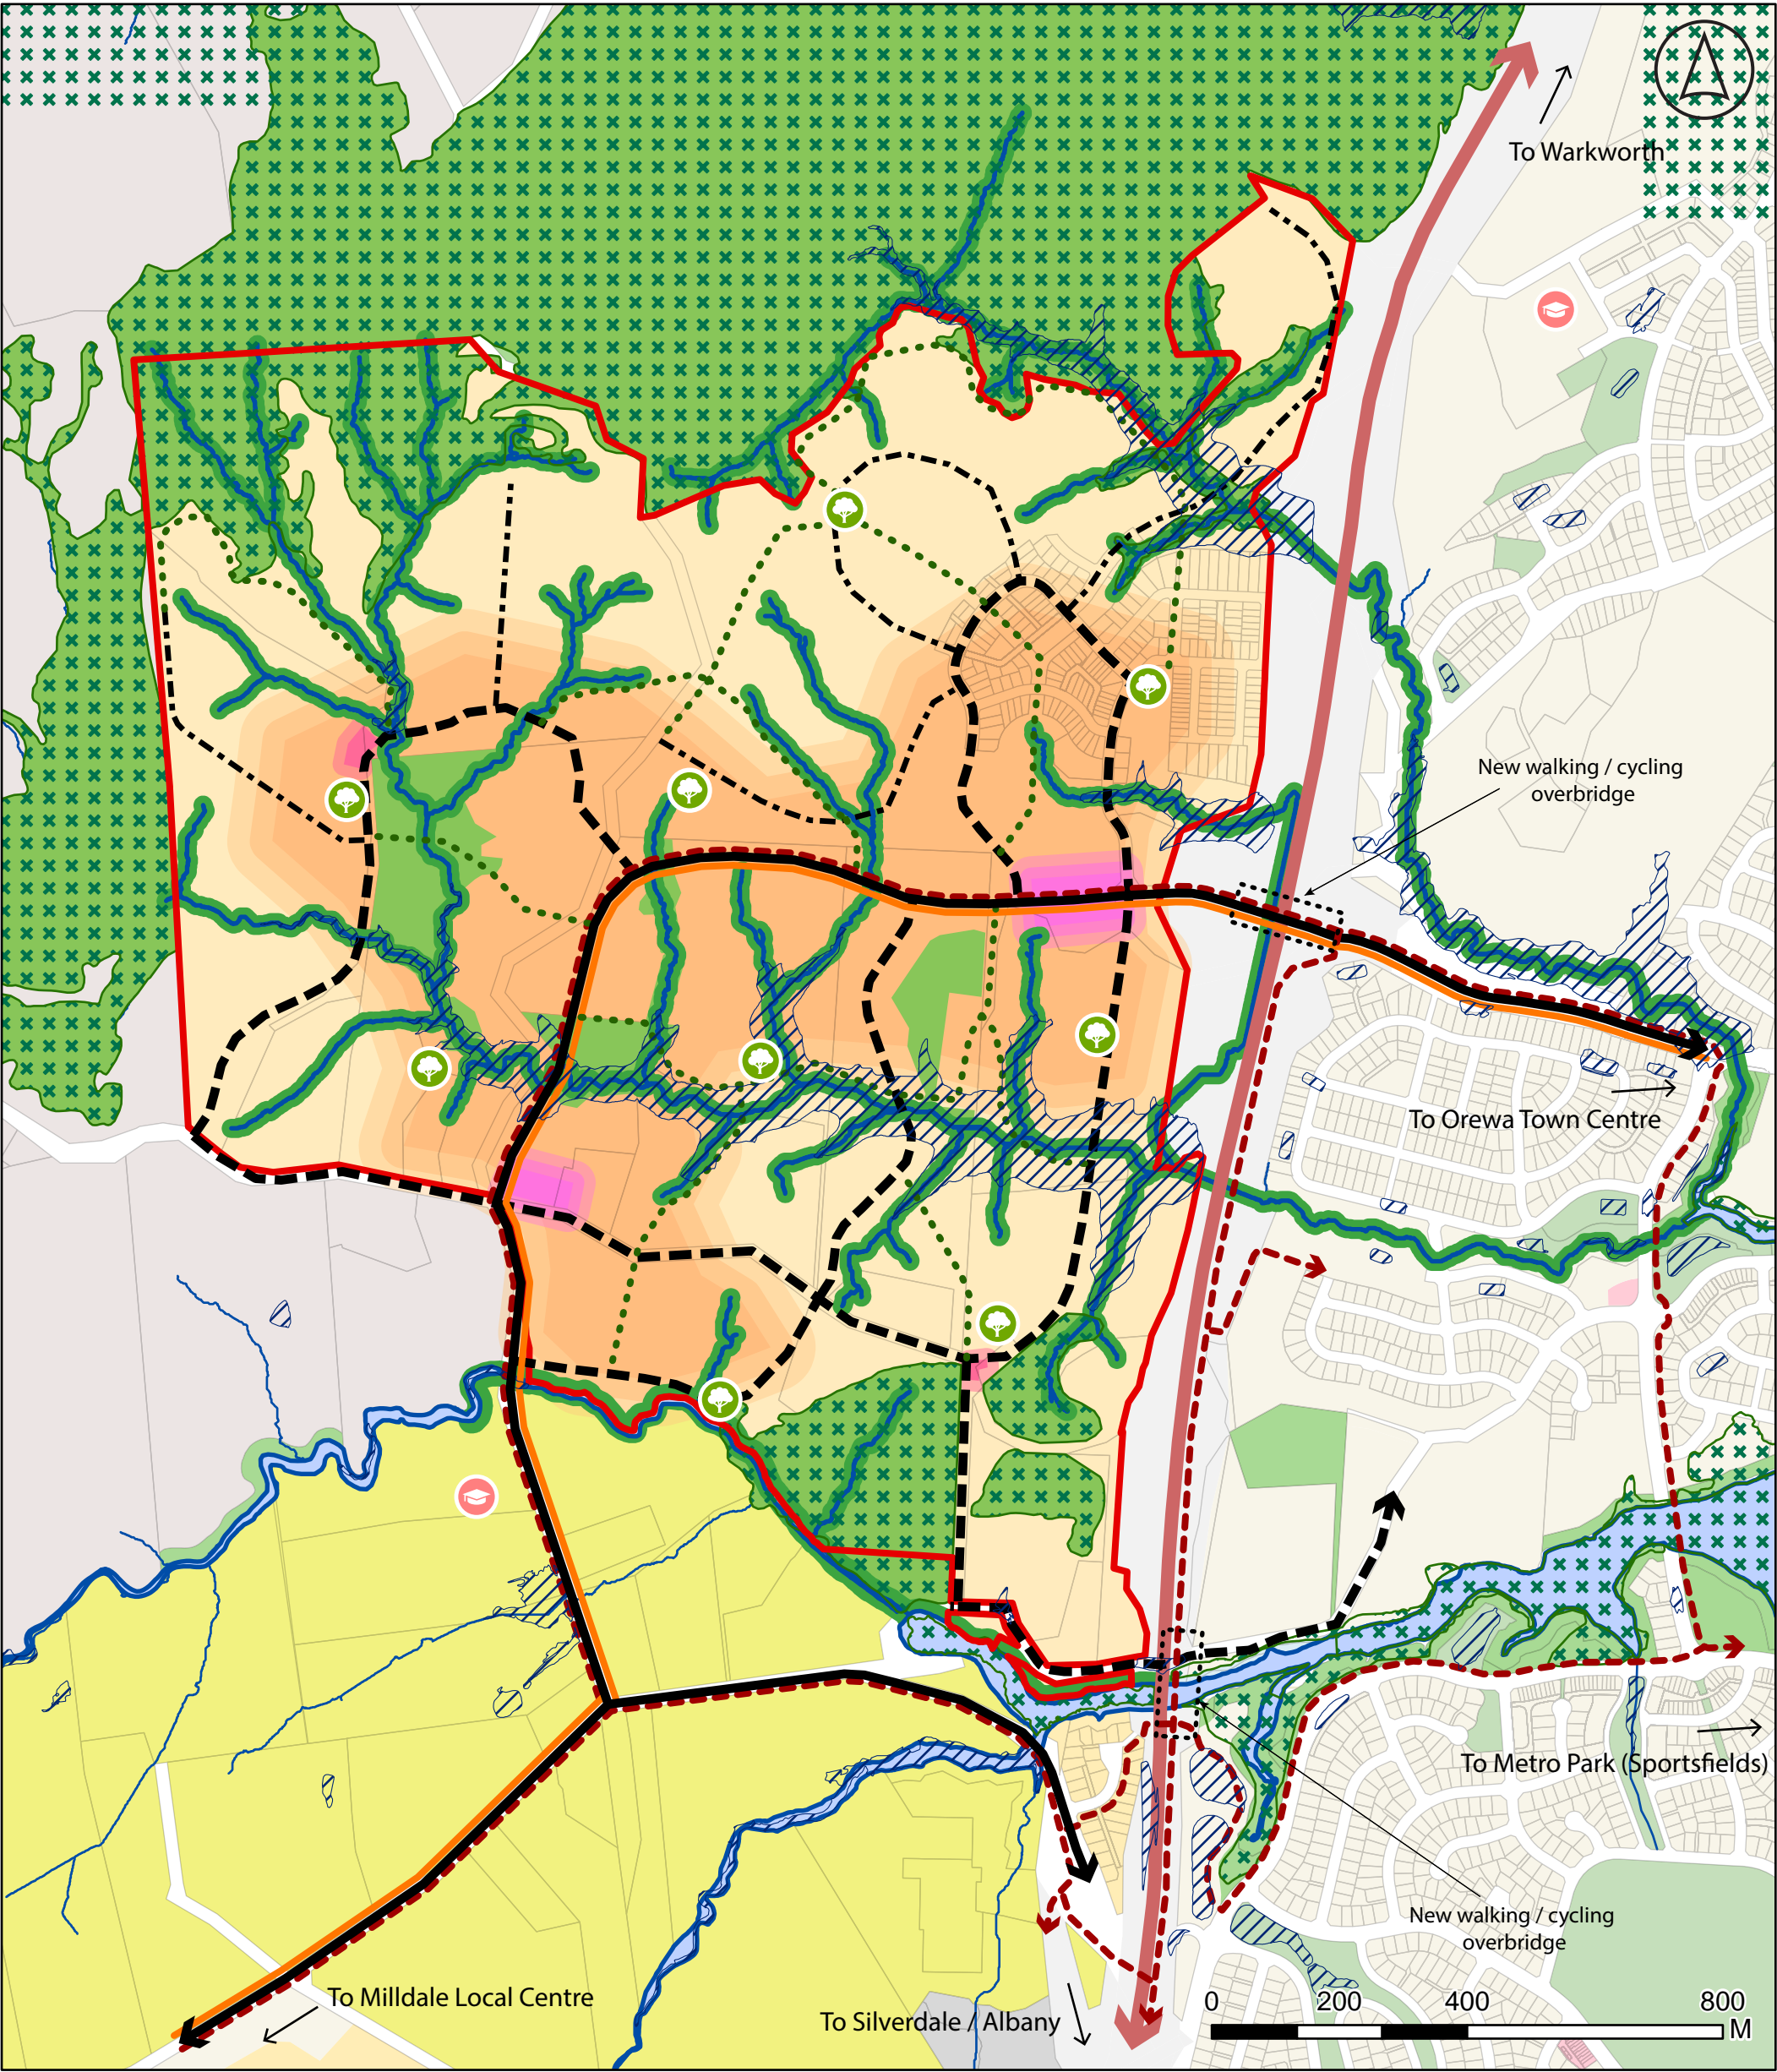 To Warkworth
New walking / cycling
overbridge
To Orewa Town Centre
To Metro Park (Sportsfields)
New walking / cycling
overbridge
To Milldale Local Centre
To Silverdale / Albany
0 200 400 800
M